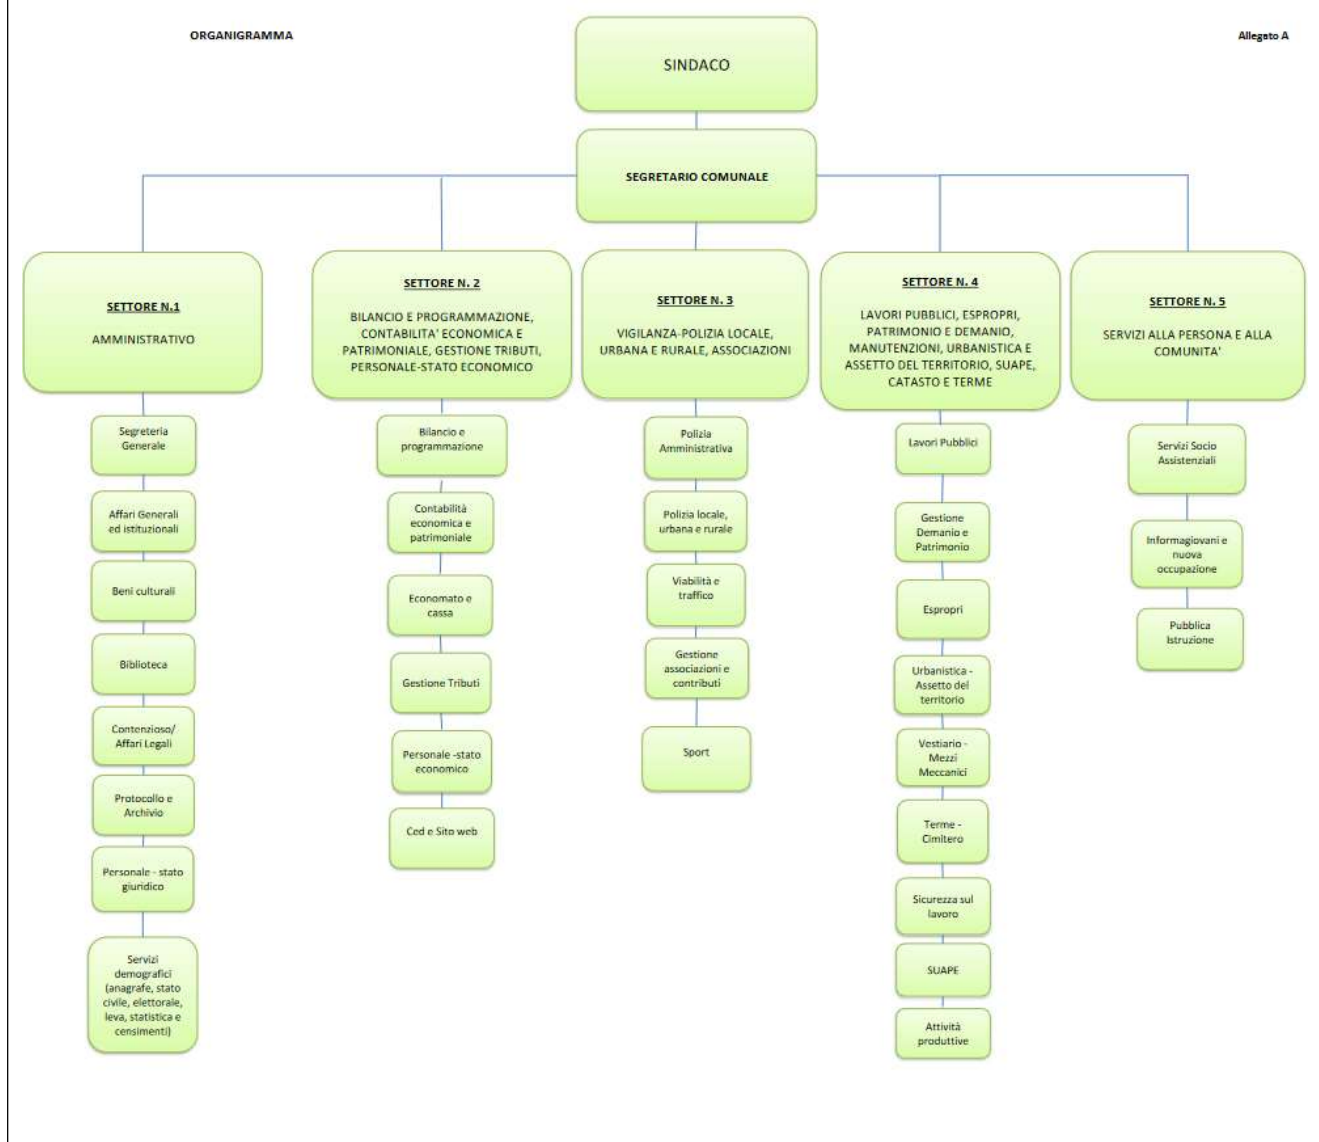 ORGANIGRAMMA
Allegato A
SINDACO
SEGRETARIO COMUNALE
SETTORE N.1
AMMINISTRATIVO
Segreteria
Generale
Affari Generali
ed istituzionali
Beni culturali
Biblioteca
Contenzioso/
Affari Legali
Protocollo e
Archivio
Personale - stato
giuridico
Servizi
demografici
(anagrafe, stato
civile, elettorale,
leva, statistica e
censimenti)
SETTORE N. 2
BILANCIO E PROGRAMMAZIONE,
CONTABILITA' ECONOMICA E
PATRIMONIALE, GESTIONE TRIBUTI,
PERSONALE-STATO ECONOMICO
Bilancio e
programmazione
Contabilità
economica e
patrimoniale
Economato e
cassa
Gestione Tributi
Personale -stato
economico
Ced e Sito web
SETTORE N. 3
VIGILANZA-POLIZIA LOCALE,
URBANA E RURALE, ASSOCIAZIONI
Polizia
Amministrativa
Polizia locale,
urbana e rurale
Viabilità e
traffico
Gestione
associazioni e
contributi
Sport
SETTORE N. 4
LAVORI PUBBLICI, ESPROPRI,
PATRIMONIO E DEMANIO,
MANUTENZIONI, URBANISTICA E
ASSETTO DEL TERRITORIO, SUAPE,
CATASTO E TERME
Lavori Pubblici
Gestione
Demanio e
Patrimonio
Espropri
Urbanistica -
Assetto del
territorio
Vestiario -
Mezzi
Meccanici
Terme -
Cimitero
Sicurezza sul
lavoro
SUAPE
Attività
produttive
SETTORE N. 5
SERVIZI ALLA PERSONA E ALLA
COMUNITA'
Servizi Socio
Assistenziali
Informagiovani e
nuova
occupazione
Pubblica
Istruzione